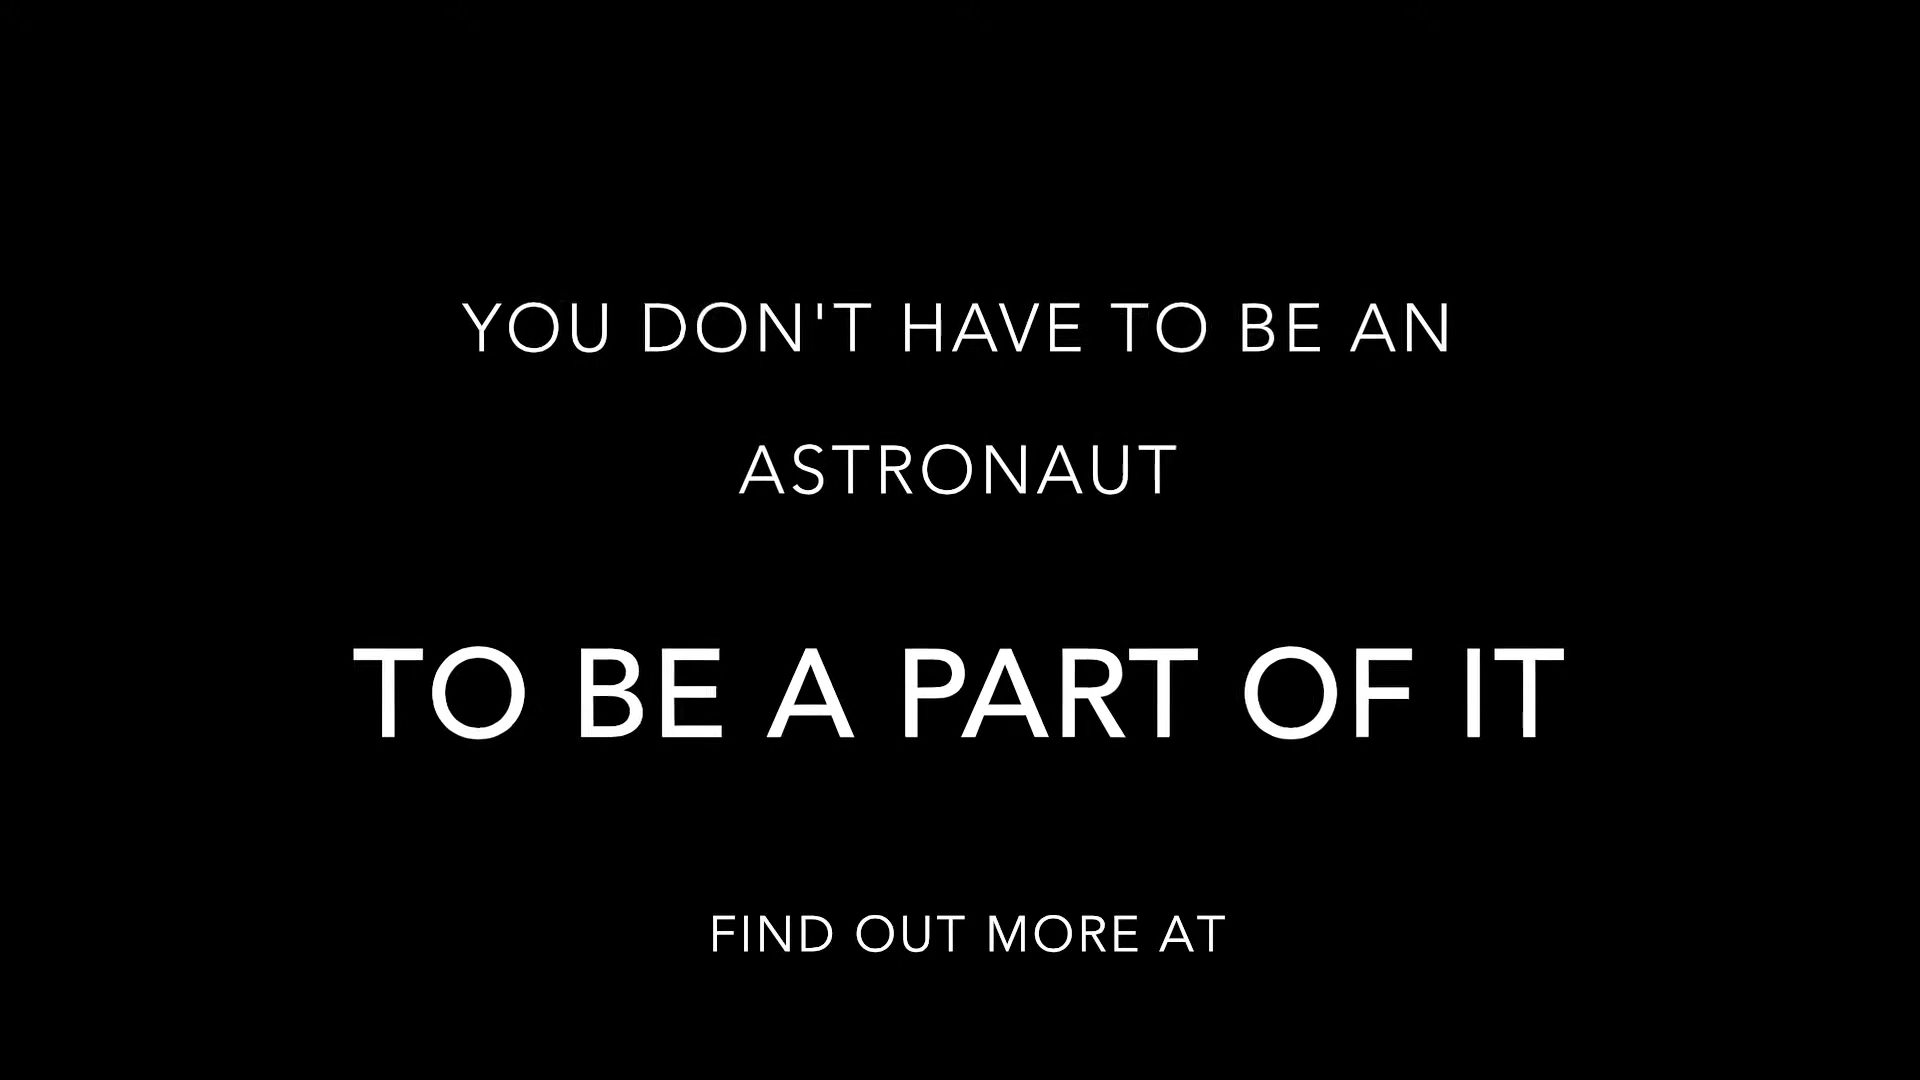 YOU DON'T HAVE TO BE AN
ASTRONAUT
TO BE A PART OF IT
FIND OUT MORE AT